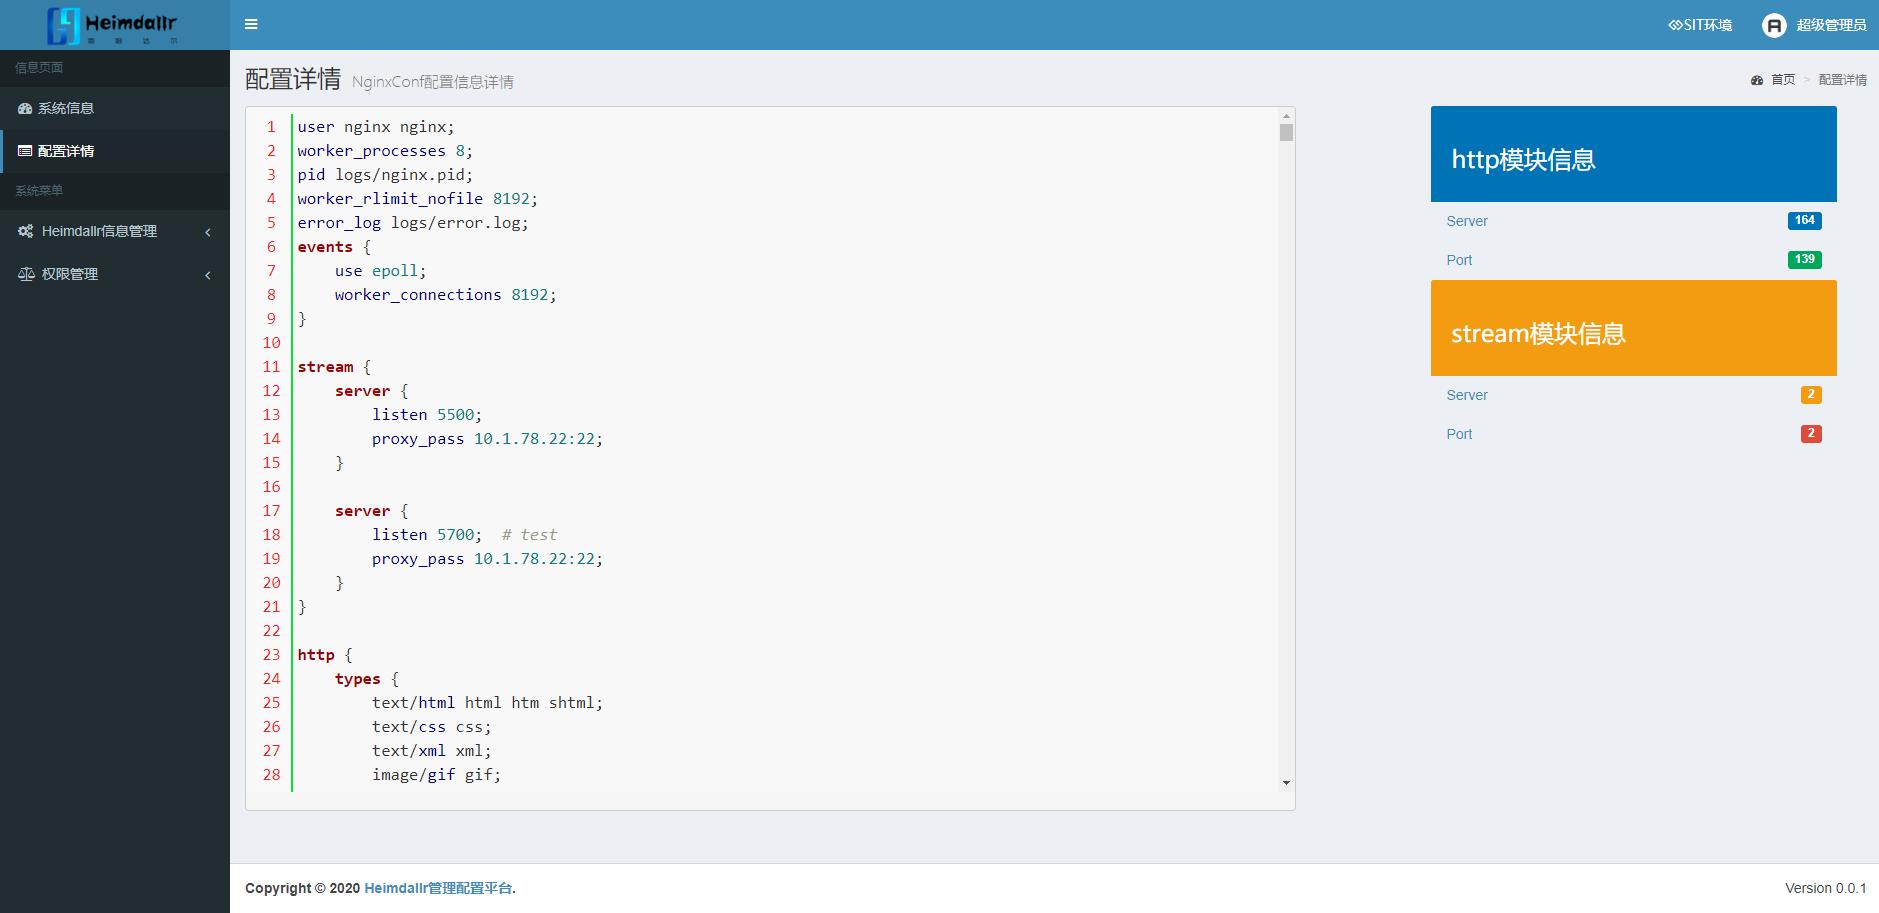 Heimdallr
SIT环境
超级管理员
信息页面
系统信息
配置详情
系统菜单
Heimdallr信息管理
权限管理
配置详情 NginxConf配置信息详情
首页 > 配置详情
1 user nginx nginx;
2 worker_processes 8;
3 pid logs/nginx.pid;
4 worker_rlimit_nofile 8192;
5 error_log logs/error.log;
6 events {
7     use epoll;
8     worker_connections 8192;
9 }
10
11 stream {
12     server {
13         listen 5500;
14         proxy_pass 10.1.78.22:22;
15     }
16
17     server {
18         listen 5700;  # test
19         proxy_pass 10.1.78.22:22;
20     }
21 }
22
23 http {
24     types {
25         text/html html htm shtml;
26         text/css css;
27         text/xml xml;
28         image/gif gif;
http模块信息
Server 164
Port 139
stream模块信息
Server 2
Port 2
Copyright © 2020 Heimdallr管理配置平台.
Version 0.0.1